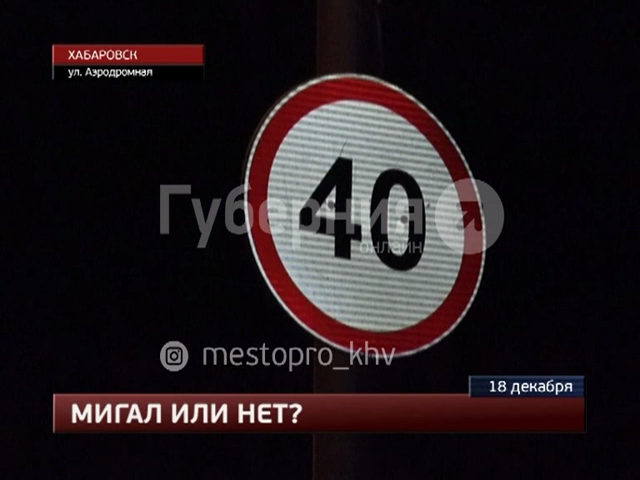 ХАБАРОВСК
ул. Аэродромная
40
Губерния
онлайн
mestopro_khv
18 декабря
МИГАЛ ИЛИ НЕТ?